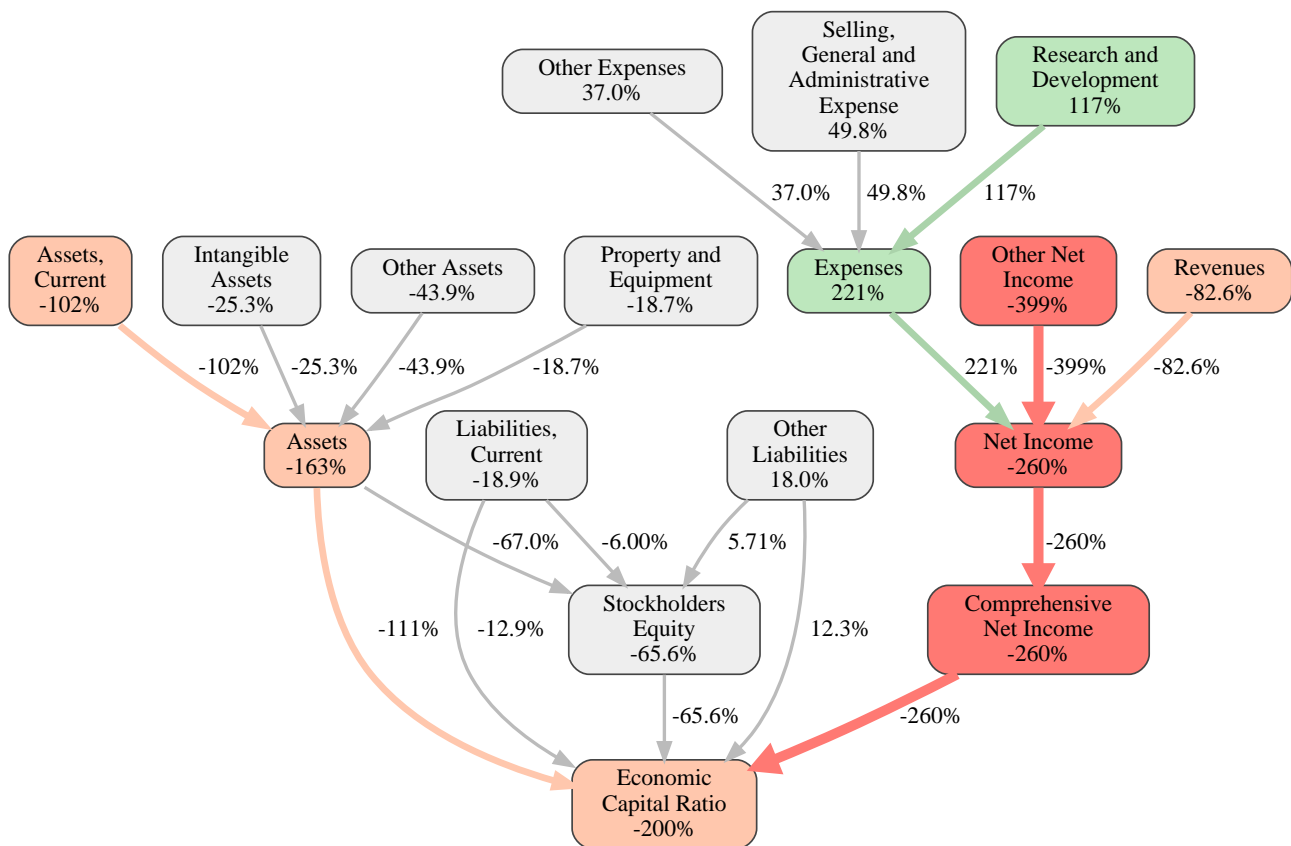 Other Expenses
37.0%
Selling,
General and
Administrative
Expense
49.8%
Research and
Development
117%
37.0%
49.8%
117%
Assets,
Current
-102%
Intangible
Assets
-25.3%
Other Assets
-43.9%
Property and
Equipment
-18.7%
Expenses
221%
Other Net
Income
-399%
Revenues
-82.6%
-102%
-25.3%
-43.9%
-18.7%
221%
-399%
-82.6%
Assets
-163%
Liabilities,
Current
-18.9%
Other
Liabilities
18.0%
Net Income
-260%
-67.0%
-6.00%
5.71%
-260%
Stockholders
Equity
-65.6%
Comprehensive
Net Income
-260%
-111%
-12.9%
12.3%
-65.6%
-260%
Economic
Capital Ratio
-200%